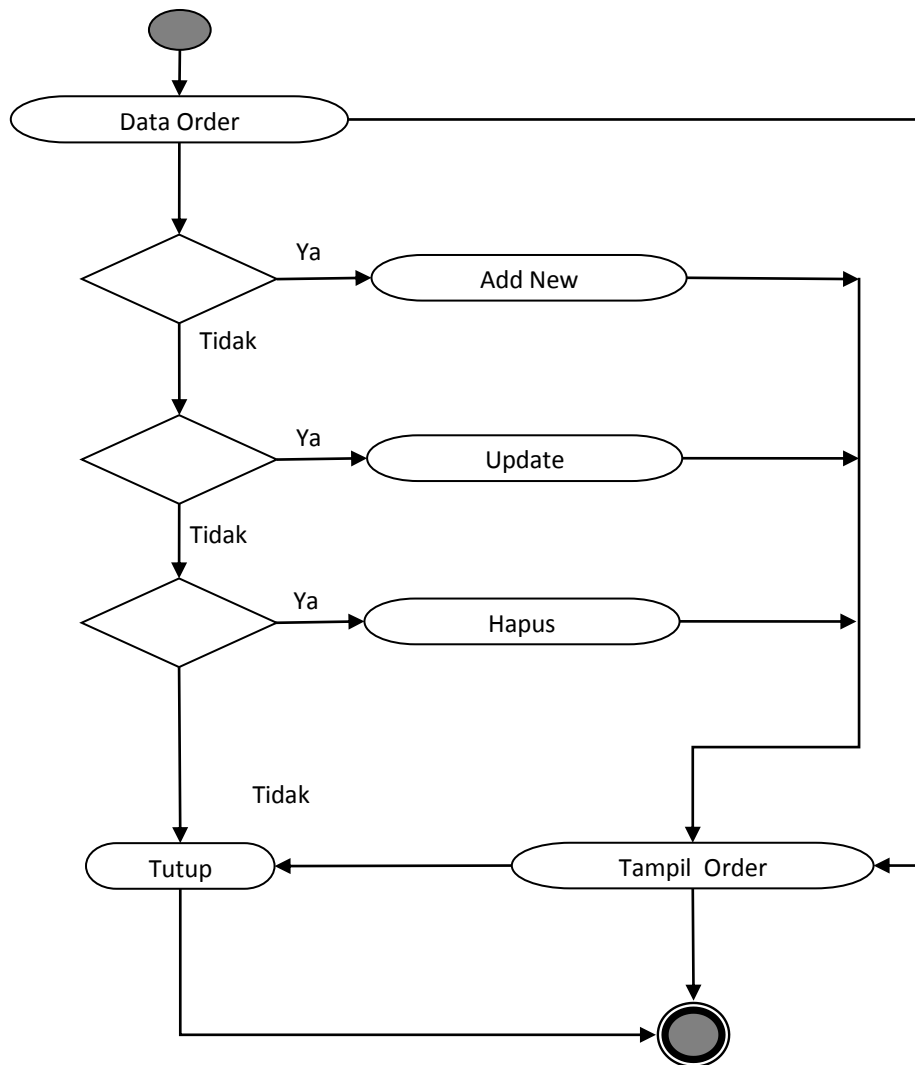 Data Order
Ya
Add New
Tidak
Ya
Update
Tidak
Ya
Hapus
Tidak
Tutup
Tampil Order